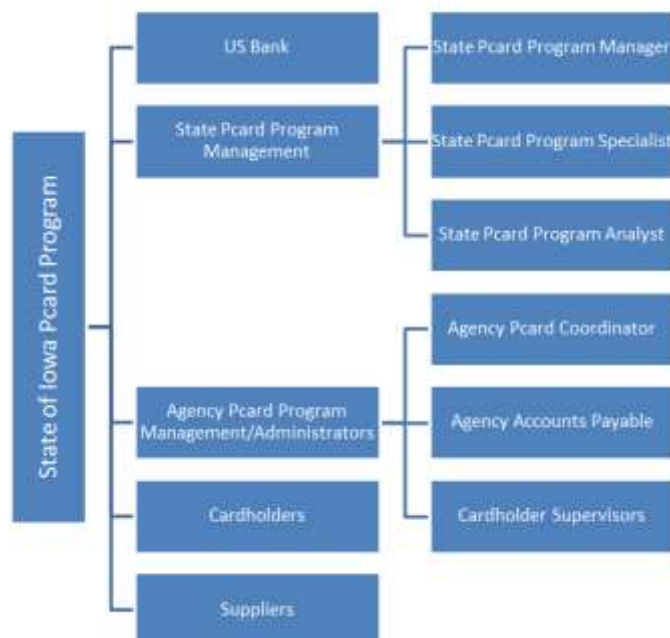 State of Iowa Pcard Program
US Bank
State Pcard Program
Management
State Pcard Program Manager
State Pcard Program Specialist
State Pcard Program Analyst
Agency Pcard Program
Management/Administrators
Agency Pcard Coordinator
Agency Accounts Payable
Cardholder Supervisors
Cardholders
Suppliers